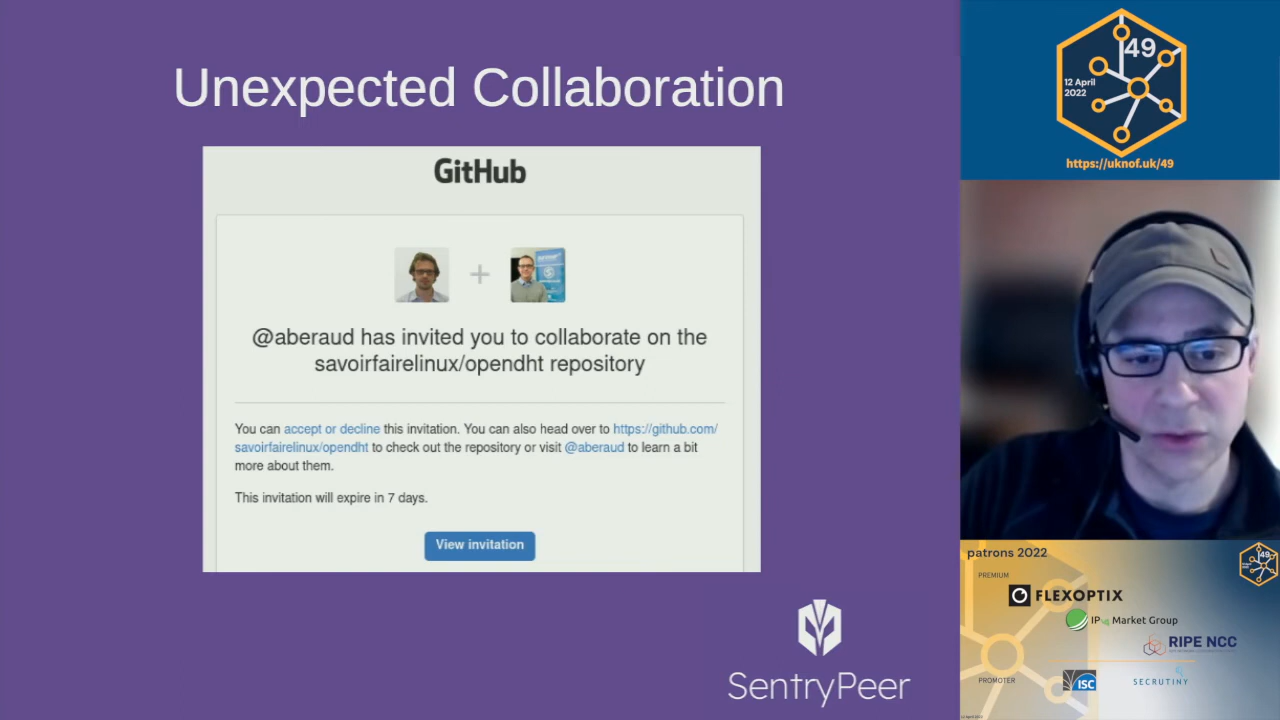 Unexpected Collaboration
GitHub
@aberaud has invited you to collaborate on the
savoirfairelinux/opendht repository
You can accept or decline this invitation. You can also head over to https://github.com/
savoirfairelinux/opendht to check out the repository or visit @aberaud to learn a bit
more about them.
This invitation will expire in 7 days.
View invitation
SentryPeer
49
12 April
2022
https://uknof.uk/49
patrons 2022
49
PREMIUM
FLEXOPTIX
IPv4 Market Group
RIPE NCC
PROMOTER
ISC
SECRUTINY